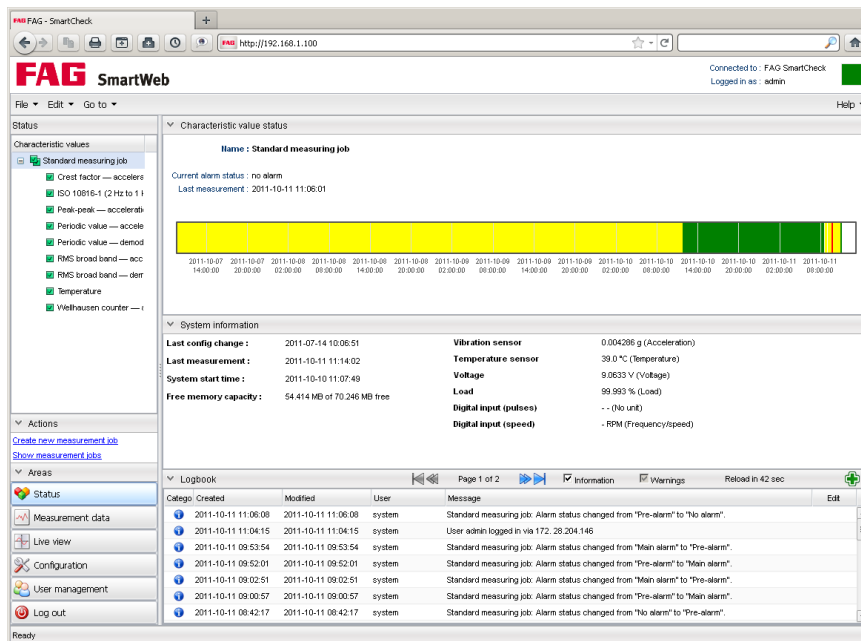 FAG FAG - SmartCheck
+
FAG http://192.168.1.100
FAG SmartWeb
Connected to : FAG SmartCheck
Logged in as : admin
File Edit Go to Help
Status
Characteristic values
Standard measuring job
Crest factor — accelera
ISO 10816-1 (2 Hz to 1 k
Peak-peak — accelerati
Periodic value — accele
Periodic value — demod
RMS broad band — acc
RMS broad band — dem
Temperature
Wellhausen counter —
Actions
Create new measurement job
Show measurement jobs
Areas
Status
Measurement data
Live view
Configuration
User management
Log out
Characteristic value status
Name : Standard measuring job
Current alarm status : no alarm
Last measurement : 2011-10-11 11:06:01
2011-10-07 2011-10-07 2011-10-08 2011-10-08 2011-10-08 2011-10-08 2011-10-09 2011-10-09 2011-10-09 2011-10-09 2011-10-10 2011-10-10 2011-10-10 2011-10-10 2011-10-11 2011-10-11
14:00:00 20:00:00 02:00:00 08:00:00 14:00:00 20:00:00 02:00:00 08:00:00 14:00:00 20:00:00 02:00:00 08:00:00 14:00:00 20:00:00 02:00:00 08:00:00
System information
Last config change : 2011-07-14 10:06:51
Last measurement : 2011-10-11 11:14:02
System start time : 2011-10-10 11:07:49
Free memory capacity : 54.414 MB of 70.246 MB free
Vibration sensor 0.004286 g (Acceleration)
Temperature sensor 39.0 °C (Temperature)
Voltage 9.0633 V (Voltage)
Load 99.993 % (Load)
Digital input (pulses) - - (No unit)
Digital input (speed) - RPM (Frequency/speed)
Logbook Page 1 of 2 Information Warnings Reload in 42 sec
Catego Created Modified User Message Edit
2011-10-11 11:06:08 2011-10-11 11:06:08 system Standard measuring job: Alarm status changed from "Pre-alarm" to "No alarm".
2011-10-11 11:04:15 2011-10-11 11:04:15 system User admin logged in via 172. 28.204.146
2011-10-11 09:53:54 2011-10-11 09:53:54 system Standard measuring job: Alarm status changed from "Main alarm" to "Pre-alarm".
2011-10-11 09:52:01 2011-10-11 09:52:01 system Standard measuring job: Alarm status changed from "Pre-alarm" to "Main alarm".
2011-10-11 09:02:51 2011-10-11 09:02:51 system Standard measuring job: Alarm status changed from "Main alarm" to "Pre-alarm".
2011-10-11 09:00:57 2011-10-11 09:00:57 system Standard measuring job: Alarm status changed from "Pre-alarm" to "Main alarm".
2011-10-11 08:42:17 2011-10-11 08:42:17 system Standard measuring job: Alarm status changed from "No alarm" to "Pre-alarm".
Ready